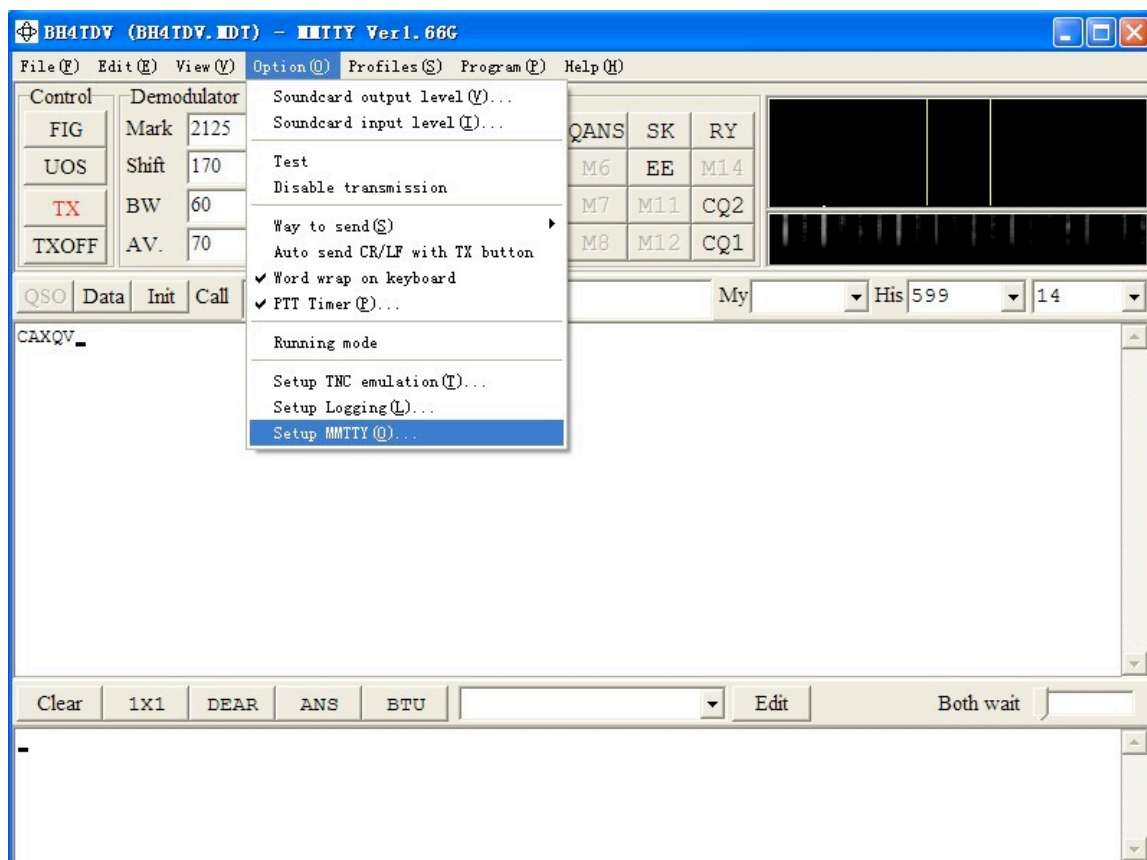 BH4TDV (BH4TDV.MDT) - MMTTY Ver1.66G
File(F) Edit(E) View(V) Option(O) Profiles(S) Program(P) Help(H)
Control Demodulator
FIG Mark 2125
UOS Shift 170
TX BW 60
TXOFF AV. 70
Soundcard output level(V)...
Soundcard input level(I)...
Test
Disable transmission
Way to send(S)
Auto send CR/LF with TX button
Word wrap on keyboard
PTT Timer(P)...
Running mode
Setup TNC emulation(T)...
Setup Logging(L)...
Setup MMTTY(O)...
QANS SK RY
M6 EE M14
M7 M11 CQ2
M8 M12 CQ1
QSO Data Init Call My His 599 14
CAXQV
Clear 1X1 DEAR ANS BTU Edit Both wait